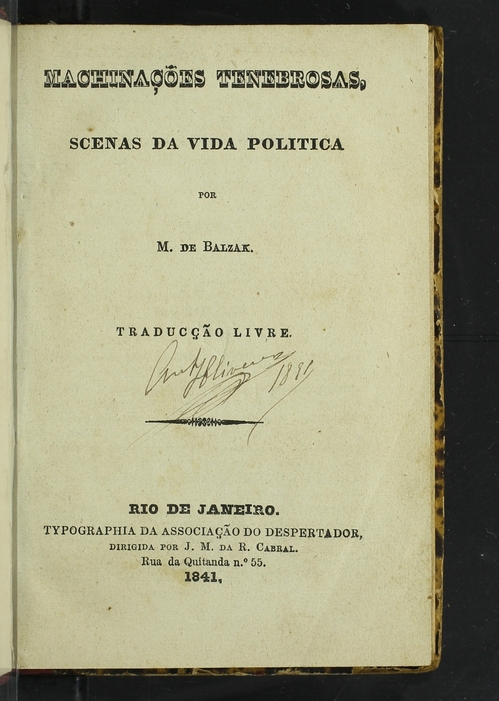 MACHINAÇÕES TENEBROSAS,
SCENAS DA VIDA POLITICA
POR
M. DE BALZAK.
TRADUCÇÃO LIVRE.
RIO DE JANEIRO.
TYPOGRAPHIA DA ASSOCIAÇÃO DO DESPERTADOR,
DIRIGIDA POR J. M. DA R. CABRAL.
Rua da Quitanda n.º 55.
1841,